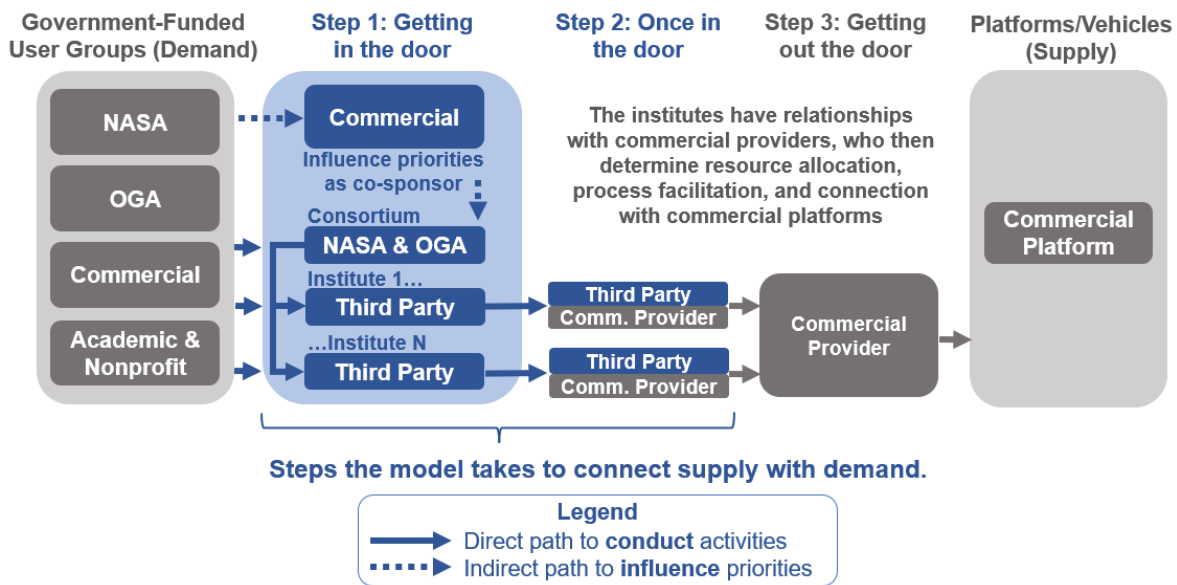 Government-Funded
User Groups (Demand)
NASA
OGA
Commercial
Academic &
Nonprofit
Step 1: Getting
in the door
Commercial
Influence priorities
as co-sponsor
Consortium
NASA & OGA
Institute 1…
Third Party
…Institute N
Third Party
Step 2: Once in
the door
Step 3: Getting
out the door
The institutes have relationships
with commercial providers, who then
determine resource allocation,
process facilitation, and connection
with commercial platforms
Third Party
Comm. Provider
Third Party
Comm. Provider
Commercial
Provider
Platforms/Vehicles
(Supply)
Commercial
Platform
Steps the model takes to connect supply with demand.
Legend
Direct path to conduct activities
Indirect path to influence priorities